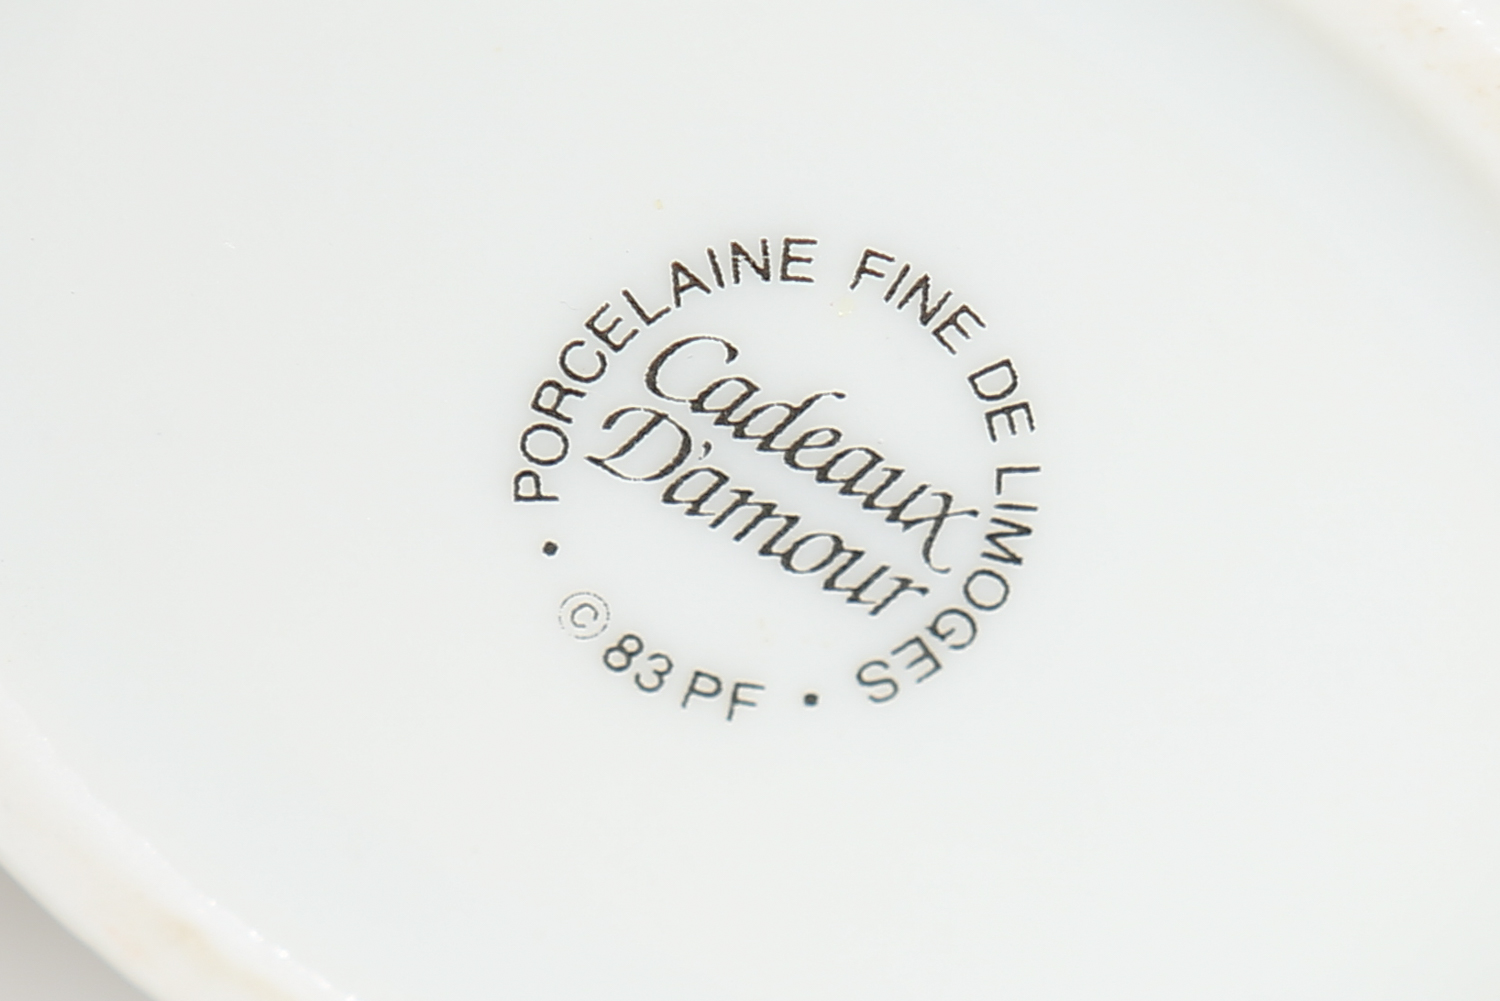 PORCELAINE FINE DE LIMOGES
Cadeaux
D'amour
• © 83 PF •